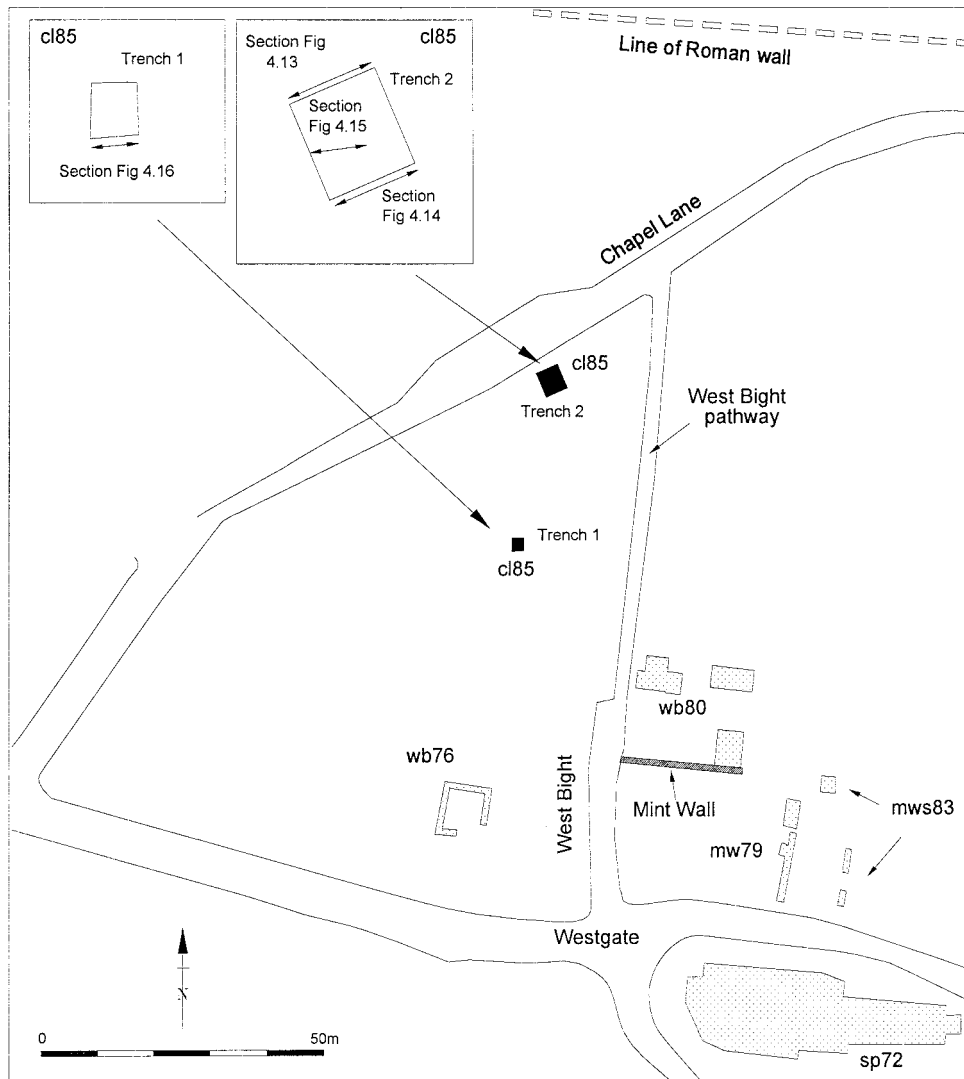 cl85
Trench 1
Section Fig 4.16
Section Fig
4.13
cl85
Trench 2
Section
Fig 4.15
Section
Fig 4.14
Line of Roman wall
Chapel Lane
cl85
Trench 2
West Bight
pathway
Trench 1
cl85
wb80
wb76
West Bight
Mint Wall
mws83
mw79
Westgate
N
0
50m
sp72